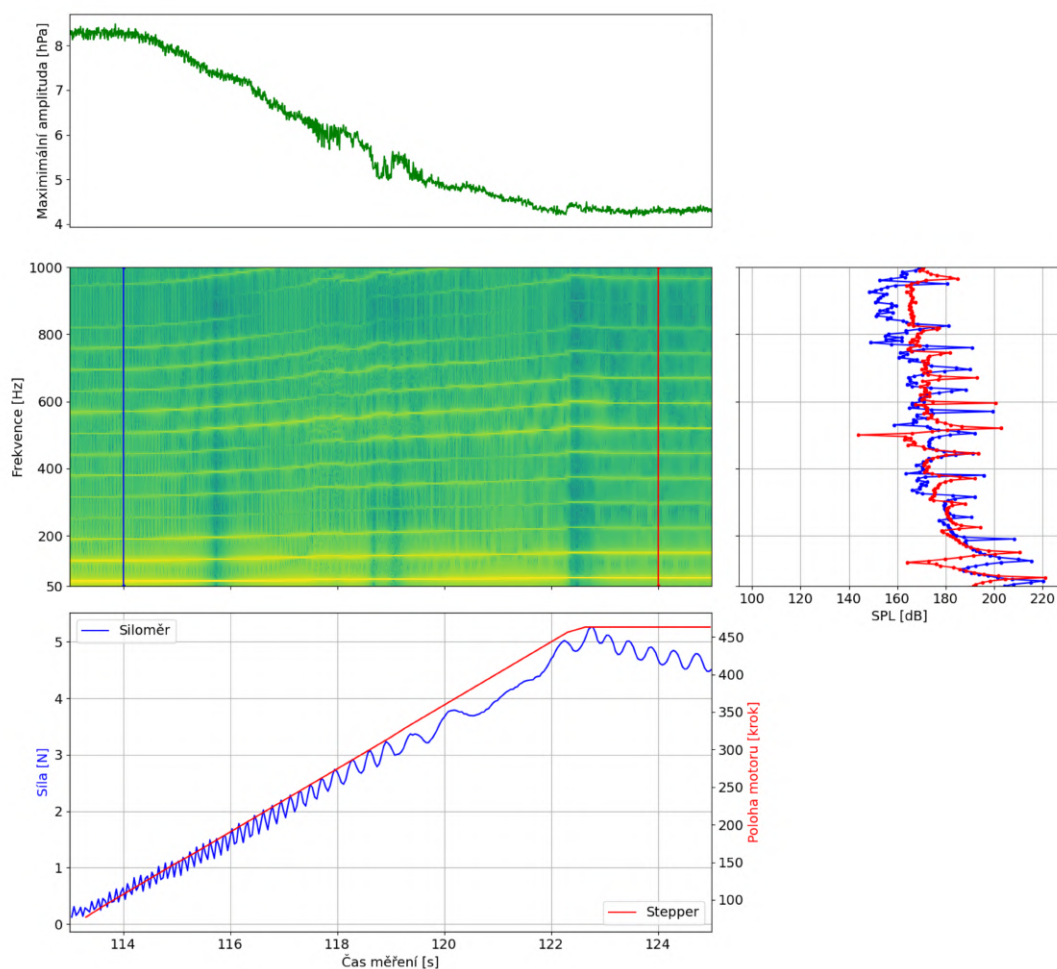 Maximimální amplituda [hPa]
8
7
6
5
4
Frekvence [Hz]
1000
800
600
400
200
50
100 120 140 160 180 200 220
SPL [dB]
Síla [N]
5
4
3
2
1
0
Siloměr
Stepper
450
400
350
300
250
200
150
100
Poloha motoru [krok]
114 116 118 120 122 124
Čas měření [s]